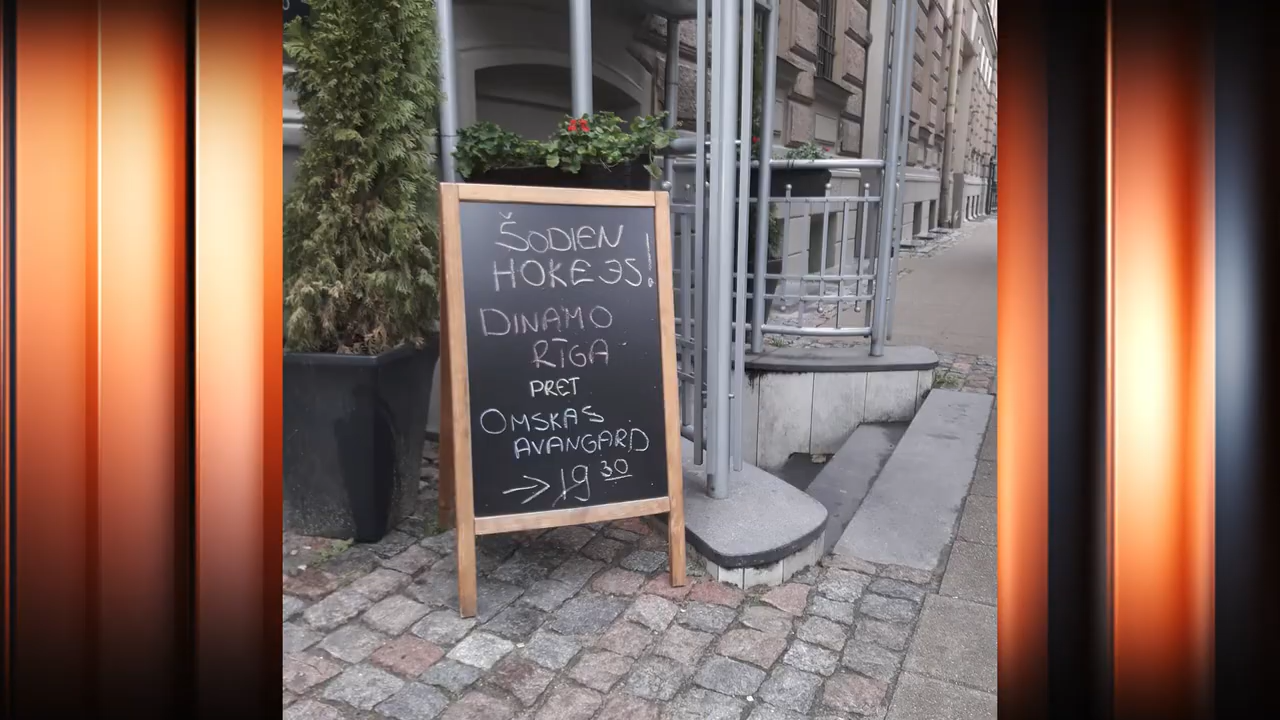 ŠODIEN
HOKEJS!
DINAMO
RĪGA
PRET
OMSKAS
AVANGARD
→ 19 30